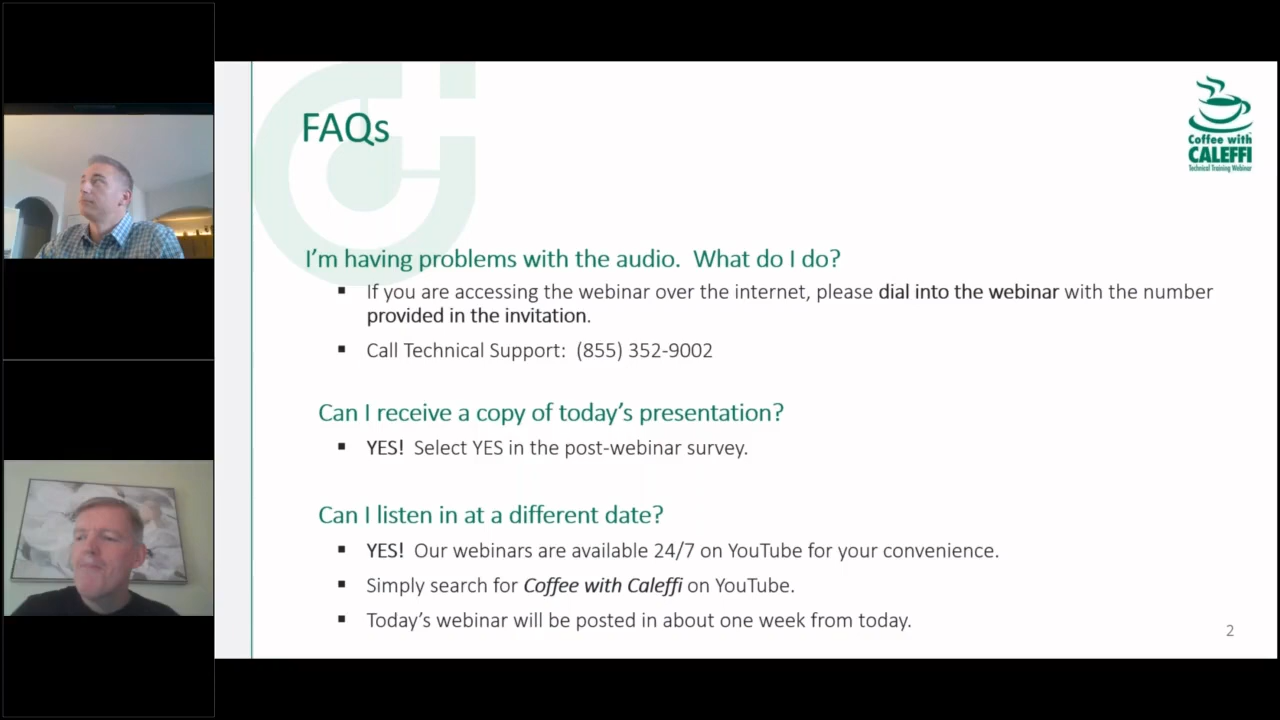 FAQs
Coffee with
CALEFFI
Technical Training Webinar
I'm having problems with the audio.  What do I do?
▪ If you are accessing the webinar over the internet, please dial into the webinar with the number
provided in the invitation.
▪ Call Technical Support:  (855) 352-9002
Can I receive a copy of today's presentation?
▪ YES!  Select YES in the post-webinar survey.
Can I listen in at a different date?
▪ YES!  Our webinars are available 24/7 on YouTube for your convenience.
▪ Simply search for Coffee with Caleffi on YouTube.
▪ Today's webinar will be posted in about one week from today.
2